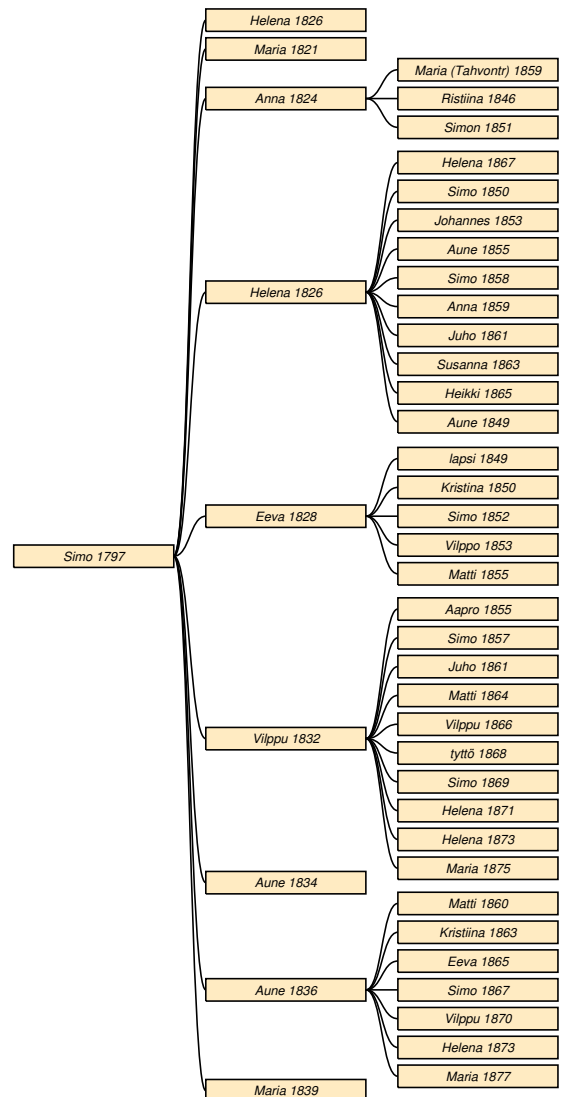 Helena 1826
Maria 1821
Maria (Tahvontr) 1859
Anna 1824
Ristiina 1846
Simon 1851
Helena 1867
Simo 1850
Johannes 1853
Aune 1855
Simo 1858
Helena 1826
Anna 1859
Juho 1861
Susanna 1863
Heikki 1865
Aune 1849
lapsi 1849
Kristina 1850
Eeva 1828
Simo 1852
Vilppo 1853
Simo 1797
Matti 1855
Aapro 1855
Simo 1857
Juho 1861
Matti 1864
Vilppu 1866
Vilppu 1832
tyttö 1868
Simo 1869
Helena 1871
Helena 1873
Maria 1875
Aune 1834
Matti 1860
Kristiina 1863
Eeva 1865
Aune 1836
Simo 1867
Vilppu 1870
Helena 1873
Maria 1877
Maria 1839